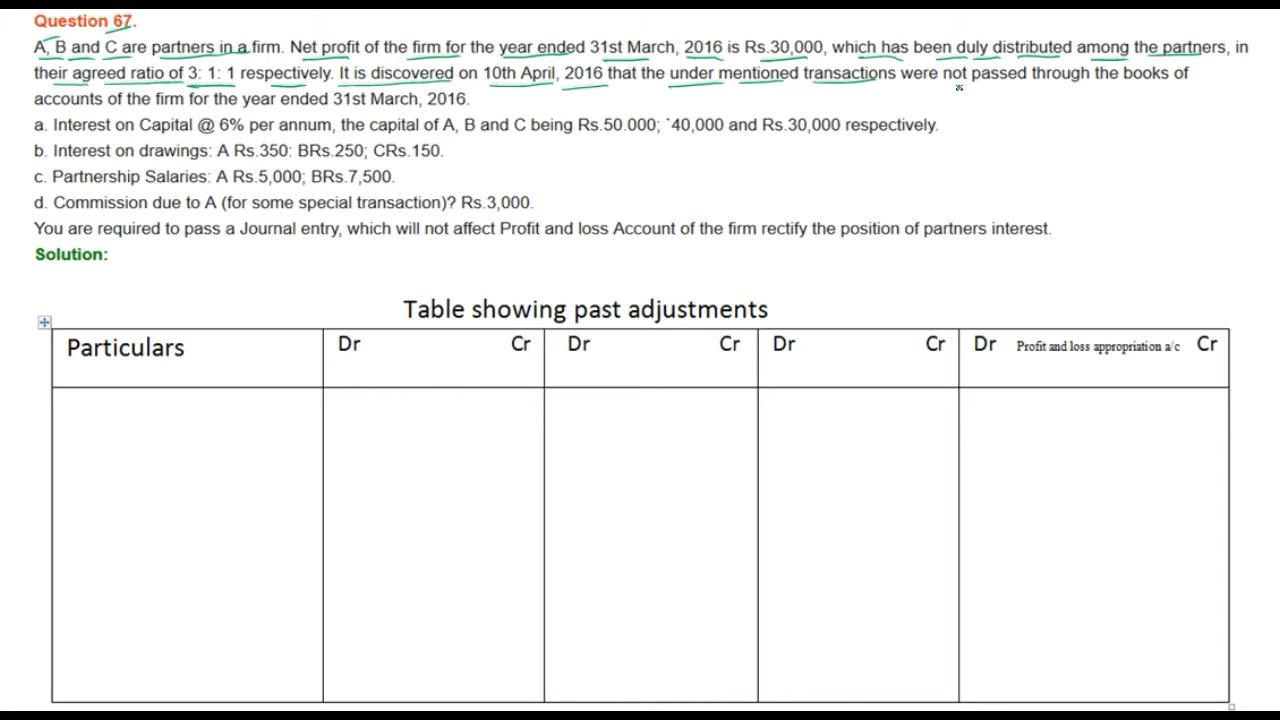 Question 67.
A, B and C are partners in a firm. Net profit of the firm for the year ended 31st March, 2016 is Rs.30,000, which has been duly distributed among the partners, in
their agreed ratio of 3: 1: 1 respectively. It is discovered on 10th April, 2016 that the under mentioned transactions were not passed through the books of
accounts of the firm for the year ended 31st March, 2016.
a. Interest on Capital @ 6% per annum, the capital of A, B and C being Rs.50.000; `40,000 and Rs.30,000 respectively.
b. Interest on drawings: A Rs.350: BRs.250; CRs.150.
c. Partnership Salaries: A Rs.5,000; BRs.7,500.
d. Commission due to A (for some special transaction)? Rs.3,000.
You are required to pass a Journal entry, which will not affect Profit and loss Account of the firm rectify the position of partners interest.
Solution:
Table showing past adjustments
Particulars Dr Cr Dr Cr Dr Cr Dr Profit and loss appropriation a/c Cr